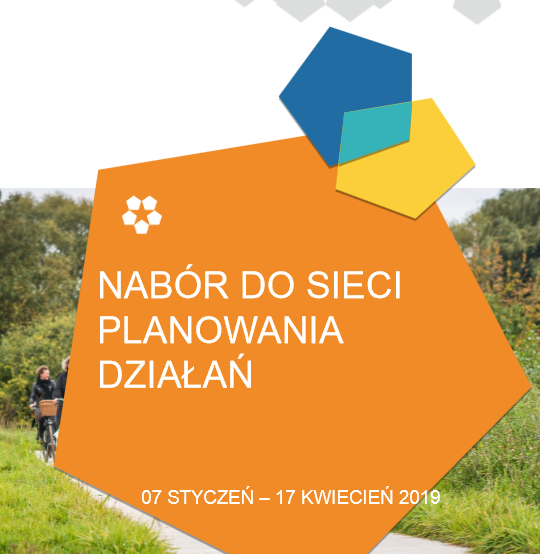 NABÓR DO SIECI
PLANOWANIA
DZIAŁAŃ
07 STYCZEŃ – 17 KWIECIEŃ 2019